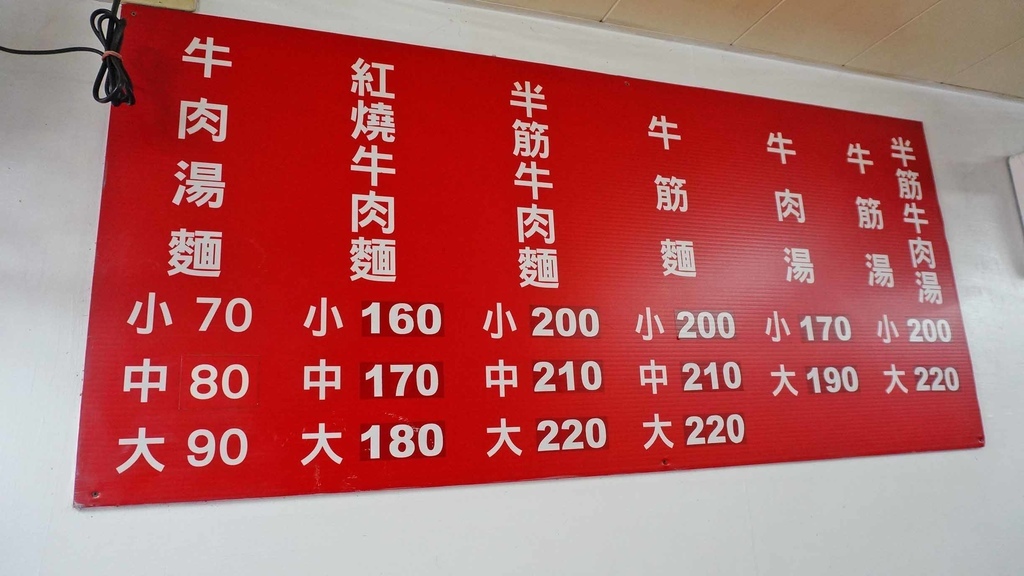 牛肉湯麵
小 70
中 80
大 90
紅燒牛肉麵
小 160
中 170
大 180
半筋牛肉麵
小 200
中 210
大 220
牛筋麵
小 200
中 210
大 220
牛肉湯
小 170
大 190
牛筋湯
半筋牛肉湯
小 200
大 220